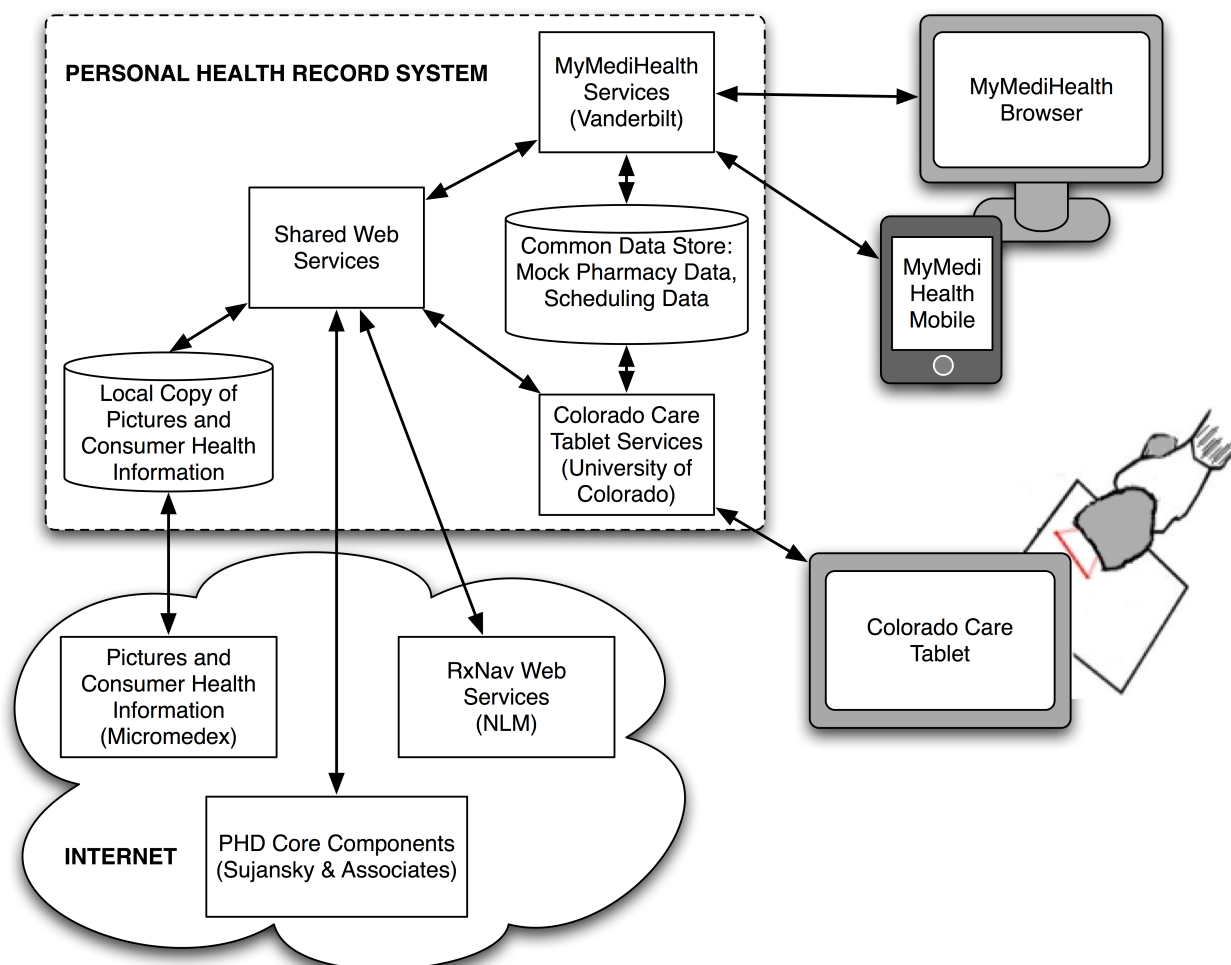 PERSONAL HEALTH RECORD SYSTEM
MyMediHealth
Services
(Vanderbilt)
MyMediHealth
Browser
Shared Web
Services
Common Data Store:
Mock Pharmacy Data,
Scheduling Data
MyMedi
Health
Mobile
Local Copy of
Pictures and
Consumer Health
Information
Colorado Care
Tablet Services
(University of
Colorado)
Colorado Care
Tablet
Pictures and
Consumer Health
Information
(Micromedex)
RxNav Web
Services
(NLM)
INTERNET
PHD Core Components
(Sujansky & Associates)